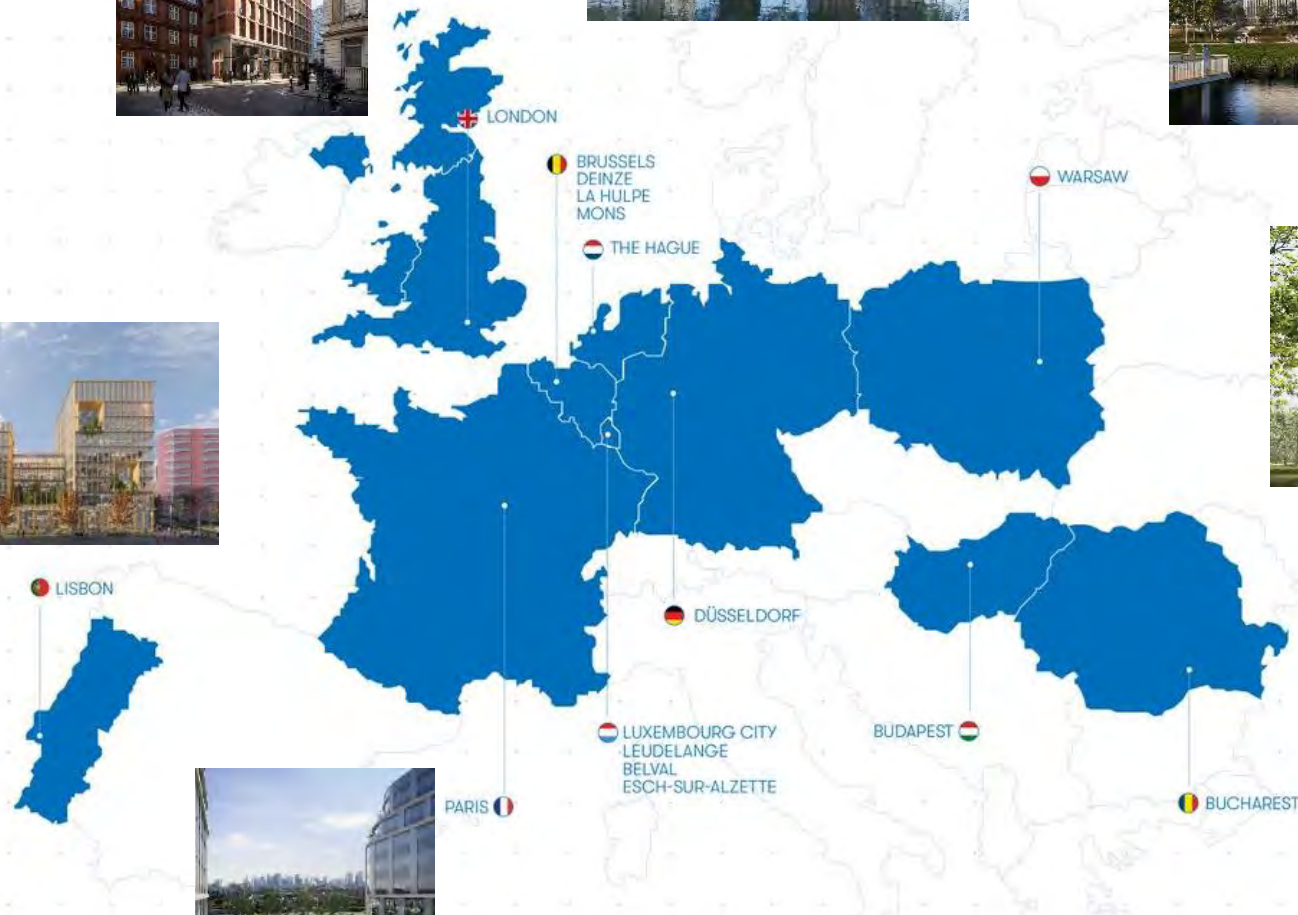 LONDON
BRUSSELS
DEINZE
LA HULPE
MONS
WARSAW
THE HAGUE
LISBON
DÜSSELDORF
LUXEMBOURG CITY
LEUDELANGE
BELVAL
ESCH-SUR-ALZETTE
BUDAPEST
PARIS
BUCHAREST